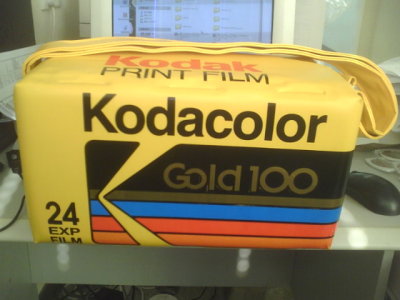 Kodak
PRINT FILM
Kodacolor
Gold 100
24
EXP
FILM